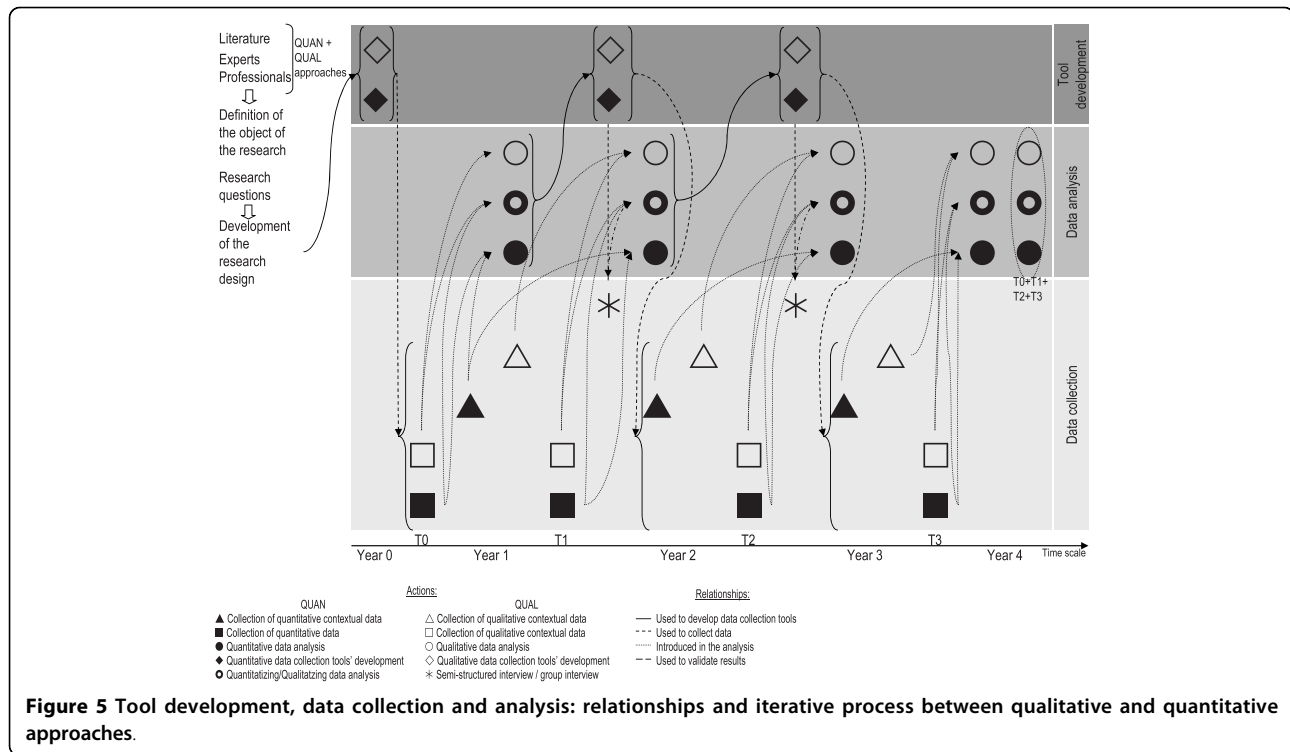 Literature
Experts
Professionals
QUAN +
QUAL
approaches
Definition of
the object of
the research
Research
questions
Development
of the
research
design
Tool
development
Data analysis
Data collection
T0+T1+
T2+T3
T0
T1
T2
T3
Year 0
Year 1
Year 2
Year 3
Year 4
Time scale
Actions:
QUAN
Collection of quantitative contextual data
Collection of quantitative data
Quantitative data analysis
Quantitative data collection tools' development
Quantitatizing/Qualitatzing data analysis
QUAL
Collection of qualitative contextual data
Collection of qualitative contextual data
Qualitative data analysis
Qualitative data collection tools' development
Semi-structured interview / group interview
Relationships:
Used to develop data collection tools
Used to collect data
Introduced in the analysis
Used to validate results
Figure 5 Tool development, data collection and analysis: relationships and iterative process between qualitative and quantitative
approaches.